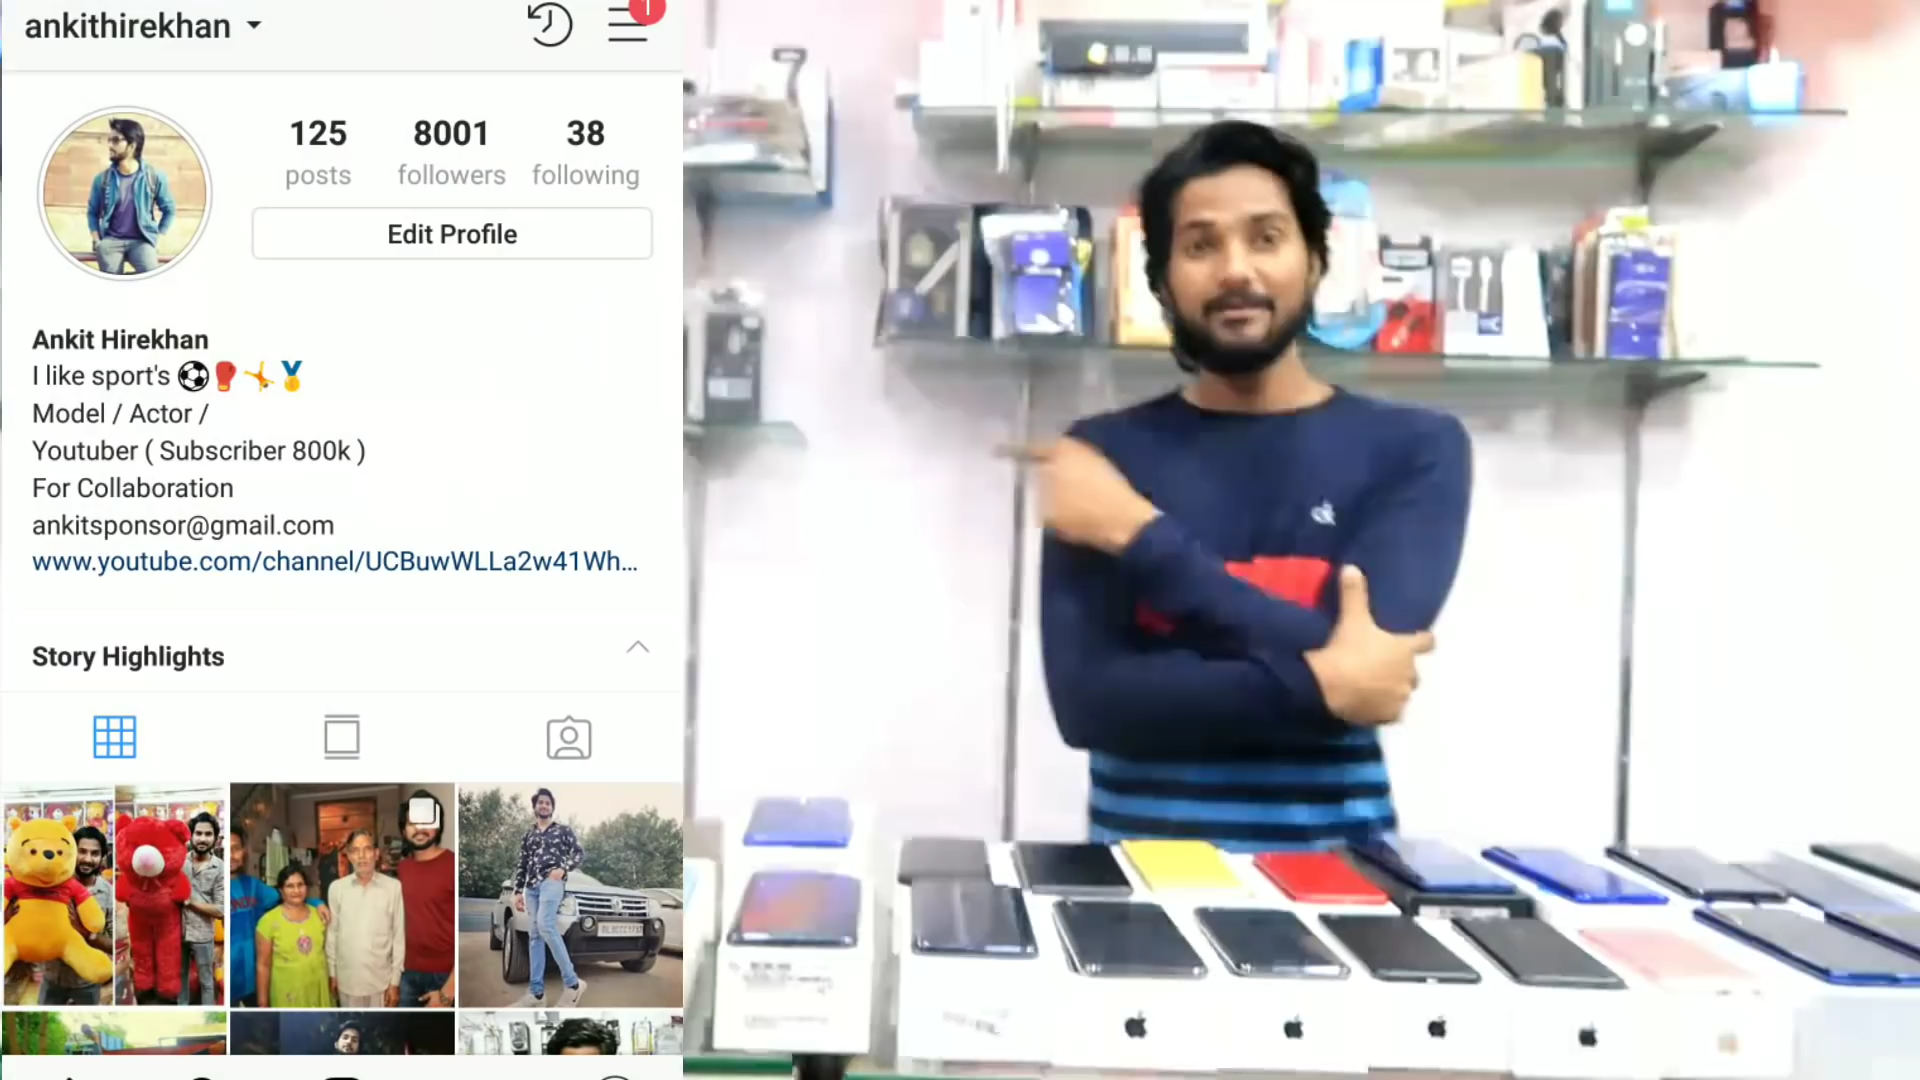 ankithirekhan
1
125
8001
38
posts
followers
following
Edit Profile
Ankit Hirekhan
I like sport's ⚽🥊🤸🏅
Model / Actor /
Youtuber ( Subscriber 800k )
For Collaboration
ankitsponsor@gmail.com
www.youtube.com/channel/UCBuwWLLa2w41Wh...
Story Highlights